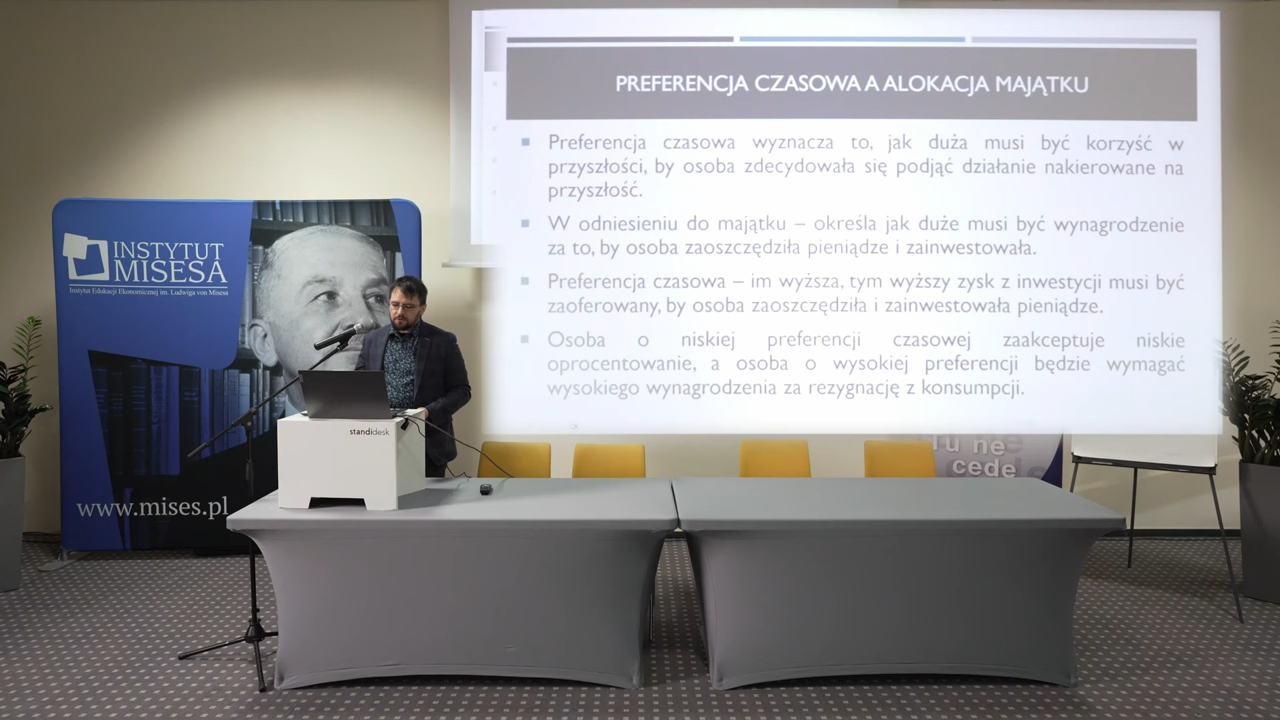 PREFERENCJA CZASOWA A ALOKACJA MAJĄTKU
Preferencja czasowa wyznacza to, jak duża musi być korzyść w
przyszłości, by osoba zdecydowała się podjąć działanie nakierowane na
przyszłość.
W odniesieniu do majątku – określa jak duże musi być wynagrodzenie
za to, by osoba zaoszczędziła pieniądze i zainwestowała.
Preferencja czasowa – im wyższa, tym wyższy zysk z inwestycji musi być
zaoferowany, by osoba zaoszczędziła i zainwestowała pieniądze.
Osoba o niskiej preferencji czasowej zaakceptuje niskie
oprocentowanie, a osoba o wysokiej preferencji będzie wymagać
wysokiego wynagrodzenia za rezygnację z konsumpcji.
INSTYTUT
MISESA
Instytut Edukacji Ekonomicznej im. Ludwiga von Misesa
www.mises.pl
standidesk
Tu ne
cede